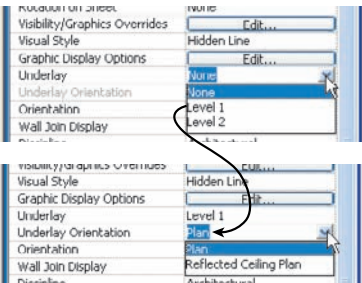 Rotation on Sheet None
Visibility/Graphics Overrides Edit...
Visual Style Hidden Line
Graphic Display Options Edit...
Underlay None
Underlay Orientation None
Orientation Level 1
Wall Join Display Level 2
Discipline Architectural
Visibility/Graphics Overrides Edit...
Visual Style Hidden Line
Graphic Display Options Edit...
Underlay Level 1
Underlay Orientation Plan
Orientation Plan
Wall Join Display Reflected Ceiling Plan
Discipline Architectural